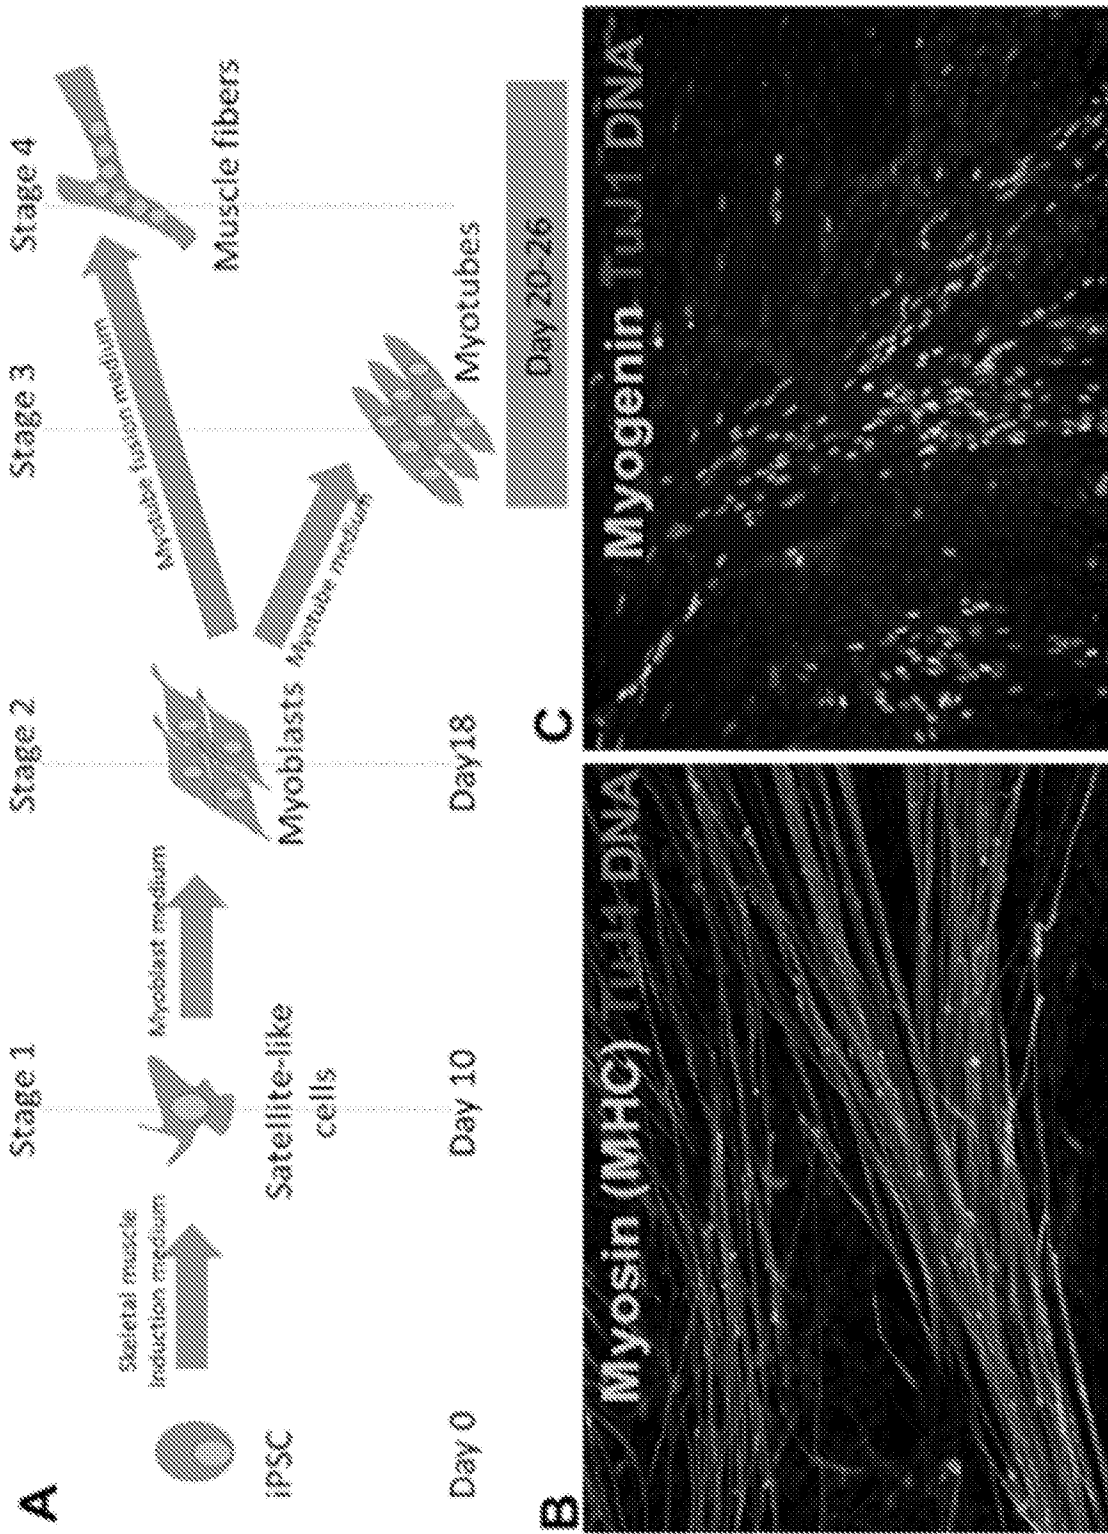 A
Stage 1
Stage 2
Stage 3
Stage 4
Skeletal muscle
induction medium
Myoblast medium
Myotube fusion medium
Myotube medium
iPSC
Satellite-like
cells
Myoblasts
Myotubes
Muscle fibers
Day 0
Day 10
Day18
Day 20-26
B
Myosin (MHC) TuJ1 DNA
C
Myogenin TuJ1 DNA